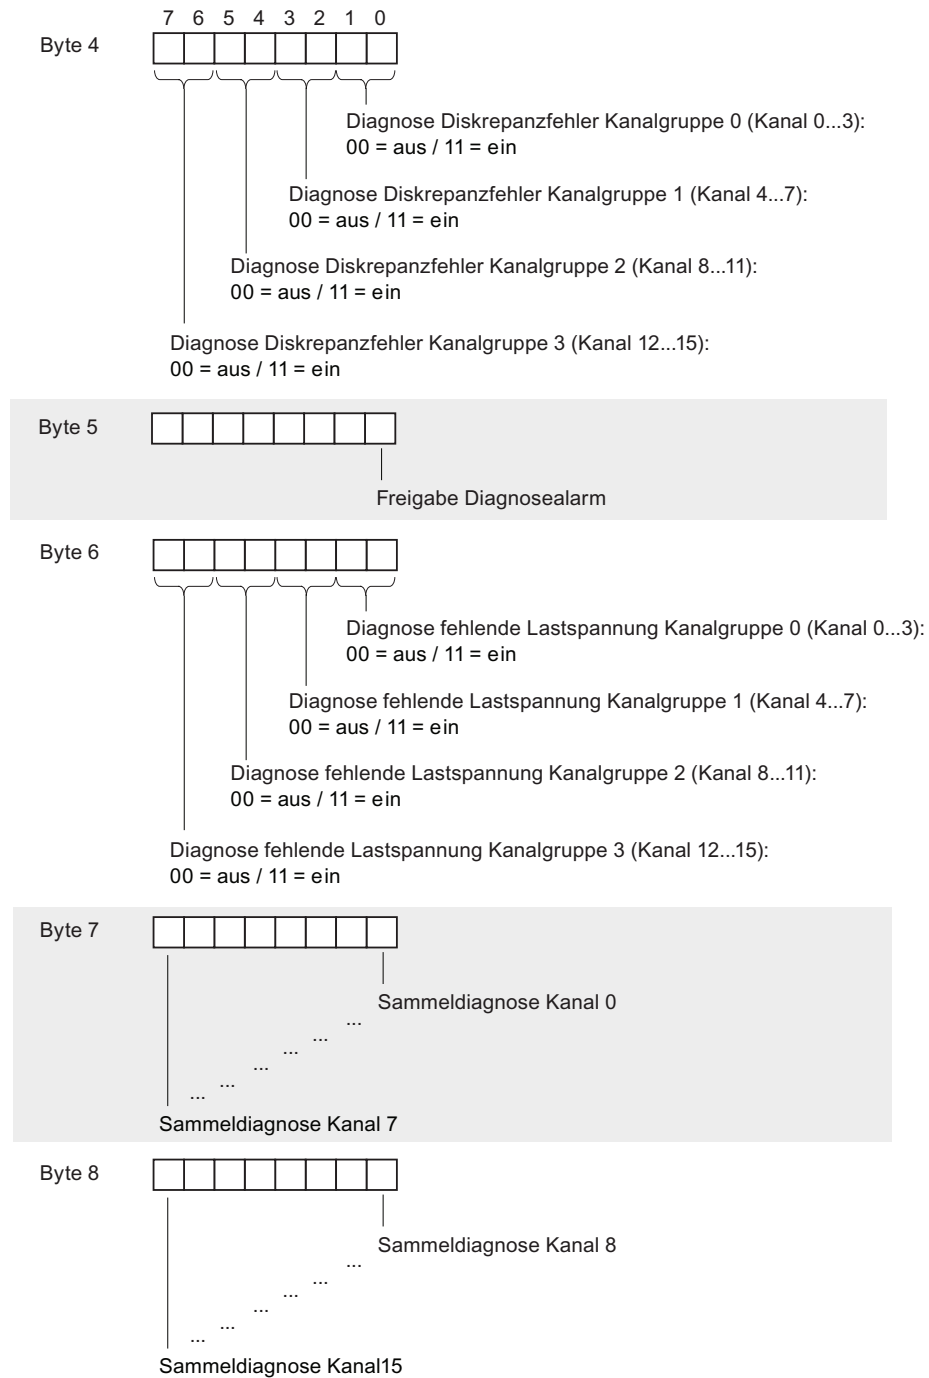 7 6 5 4 3 2 1 0
Byte 4
Diagnose Diskrepanzfehler Kanalgruppe 0 (Kanal 0...3):
00 = aus / 11 = ein
Diagnose Diskrepanzfehler Kanalgruppe 1 (Kanal 4...7):
00 = aus / 11 = ein
Diagnose Diskrepanzfehler Kanalgruppe 2 (Kanal 8...11):
00 = aus / 11 = ein
Diagnose Diskrepanzfehler Kanalgruppe 3 (Kanal 12...15):
00 = aus / 11 = ein
Byte 5
Freigabe Diagnosealarm
Byte 6
Diagnose fehlende Lastspannung Kanalgruppe 0 (Kanal 0...3):
00 = aus / 11 = ein
Diagnose fehlende Lastspannung Kanalgruppe 1 (Kanal 4...7):
00 = aus / 11 = ein
Diagnose fehlende Lastspannung Kanalgruppe 2 (Kanal 8...11):
00 = aus / 11 = ein
Diagnose fehlende Lastspannung Kanalgruppe 3 (Kanal 12...15):
00 = aus / 11 = ein
Byte 7
Sammeldiagnose Kanal 0
...
...
...
...
...
...
Sammeldiagnose Kanal 7
Byte 8
Sammeldiagnose Kanal 8
...
...
...
...
...
...
Sammeldiagnose Kanal15